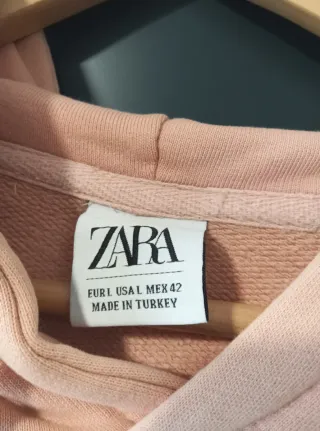 ZARA
EUR L USA L MEX 42
MADE IN TURKEY